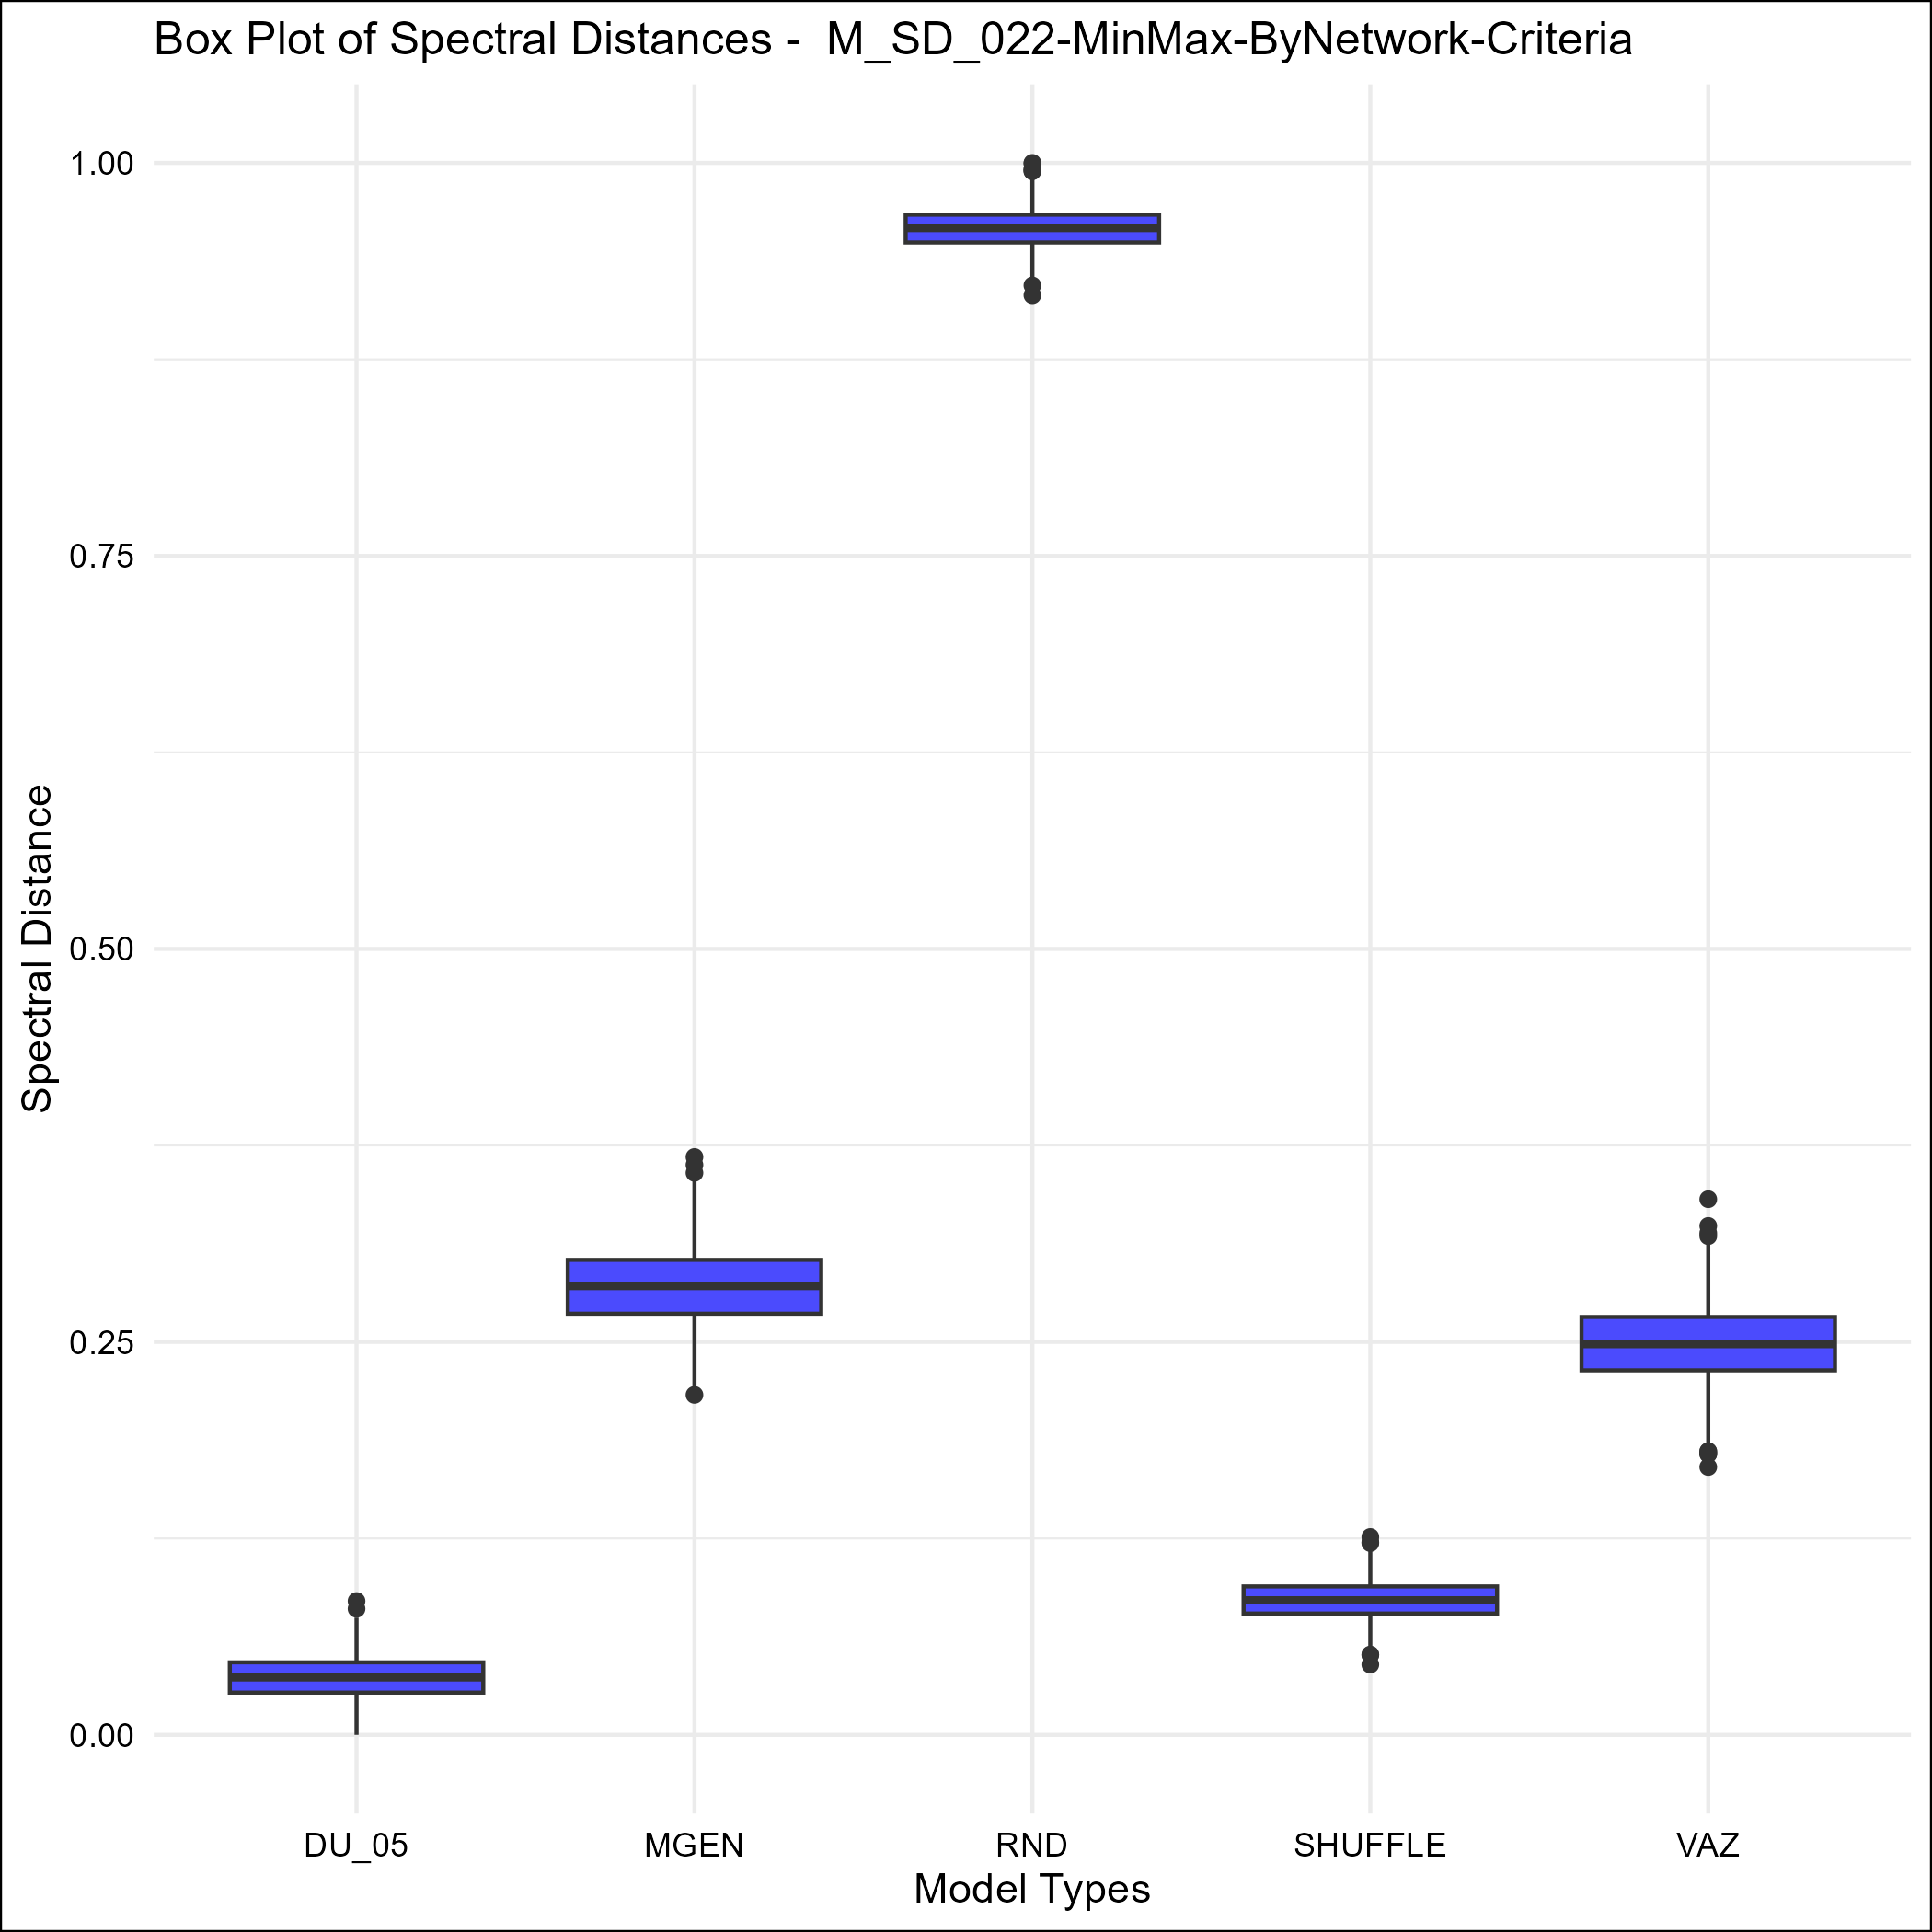 Box Plot of Spectral Distances -  M_SD_022-MinMax-ByNetwork-Criteria
Spectral Distance
1.00
0.75
0.50
0.25
0.00
DU_05 MGEN RND SHUFFLE VAZ
Model Types